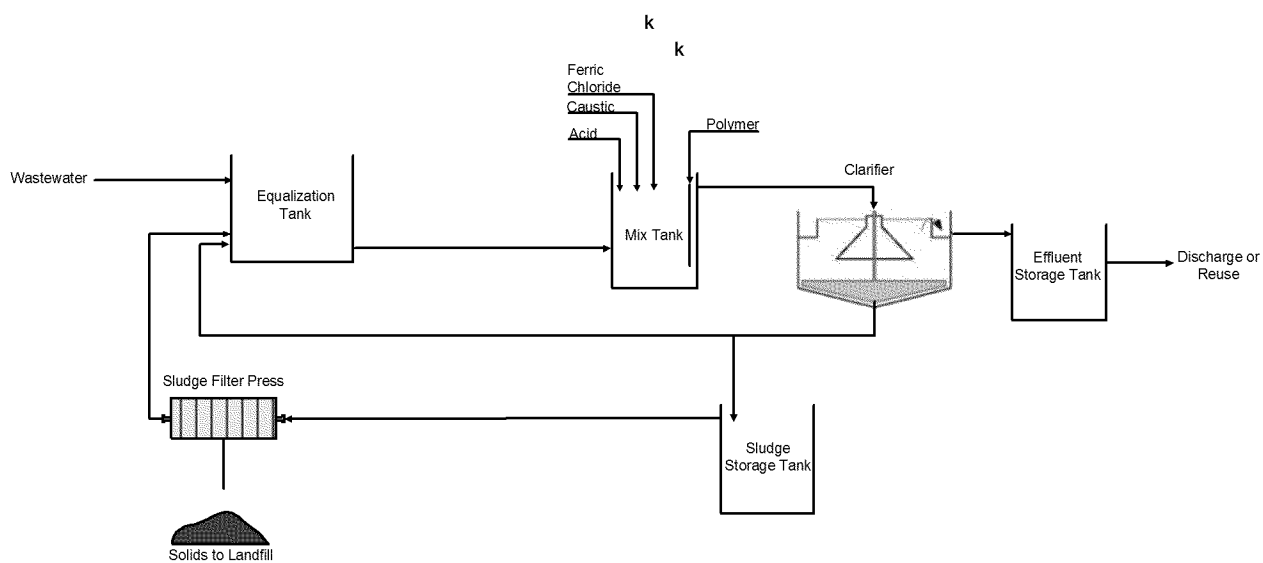 k
k
Ferric
Chloride
Caustic
Acid
Polymer
Wastewater
Equalization
Tank
Mix Tank
Clarifier
Effluent
Storage Tank
Discharge or
Reuse
Sludge Filter Press
Sludge
Storage Tank
Solids to Landfill